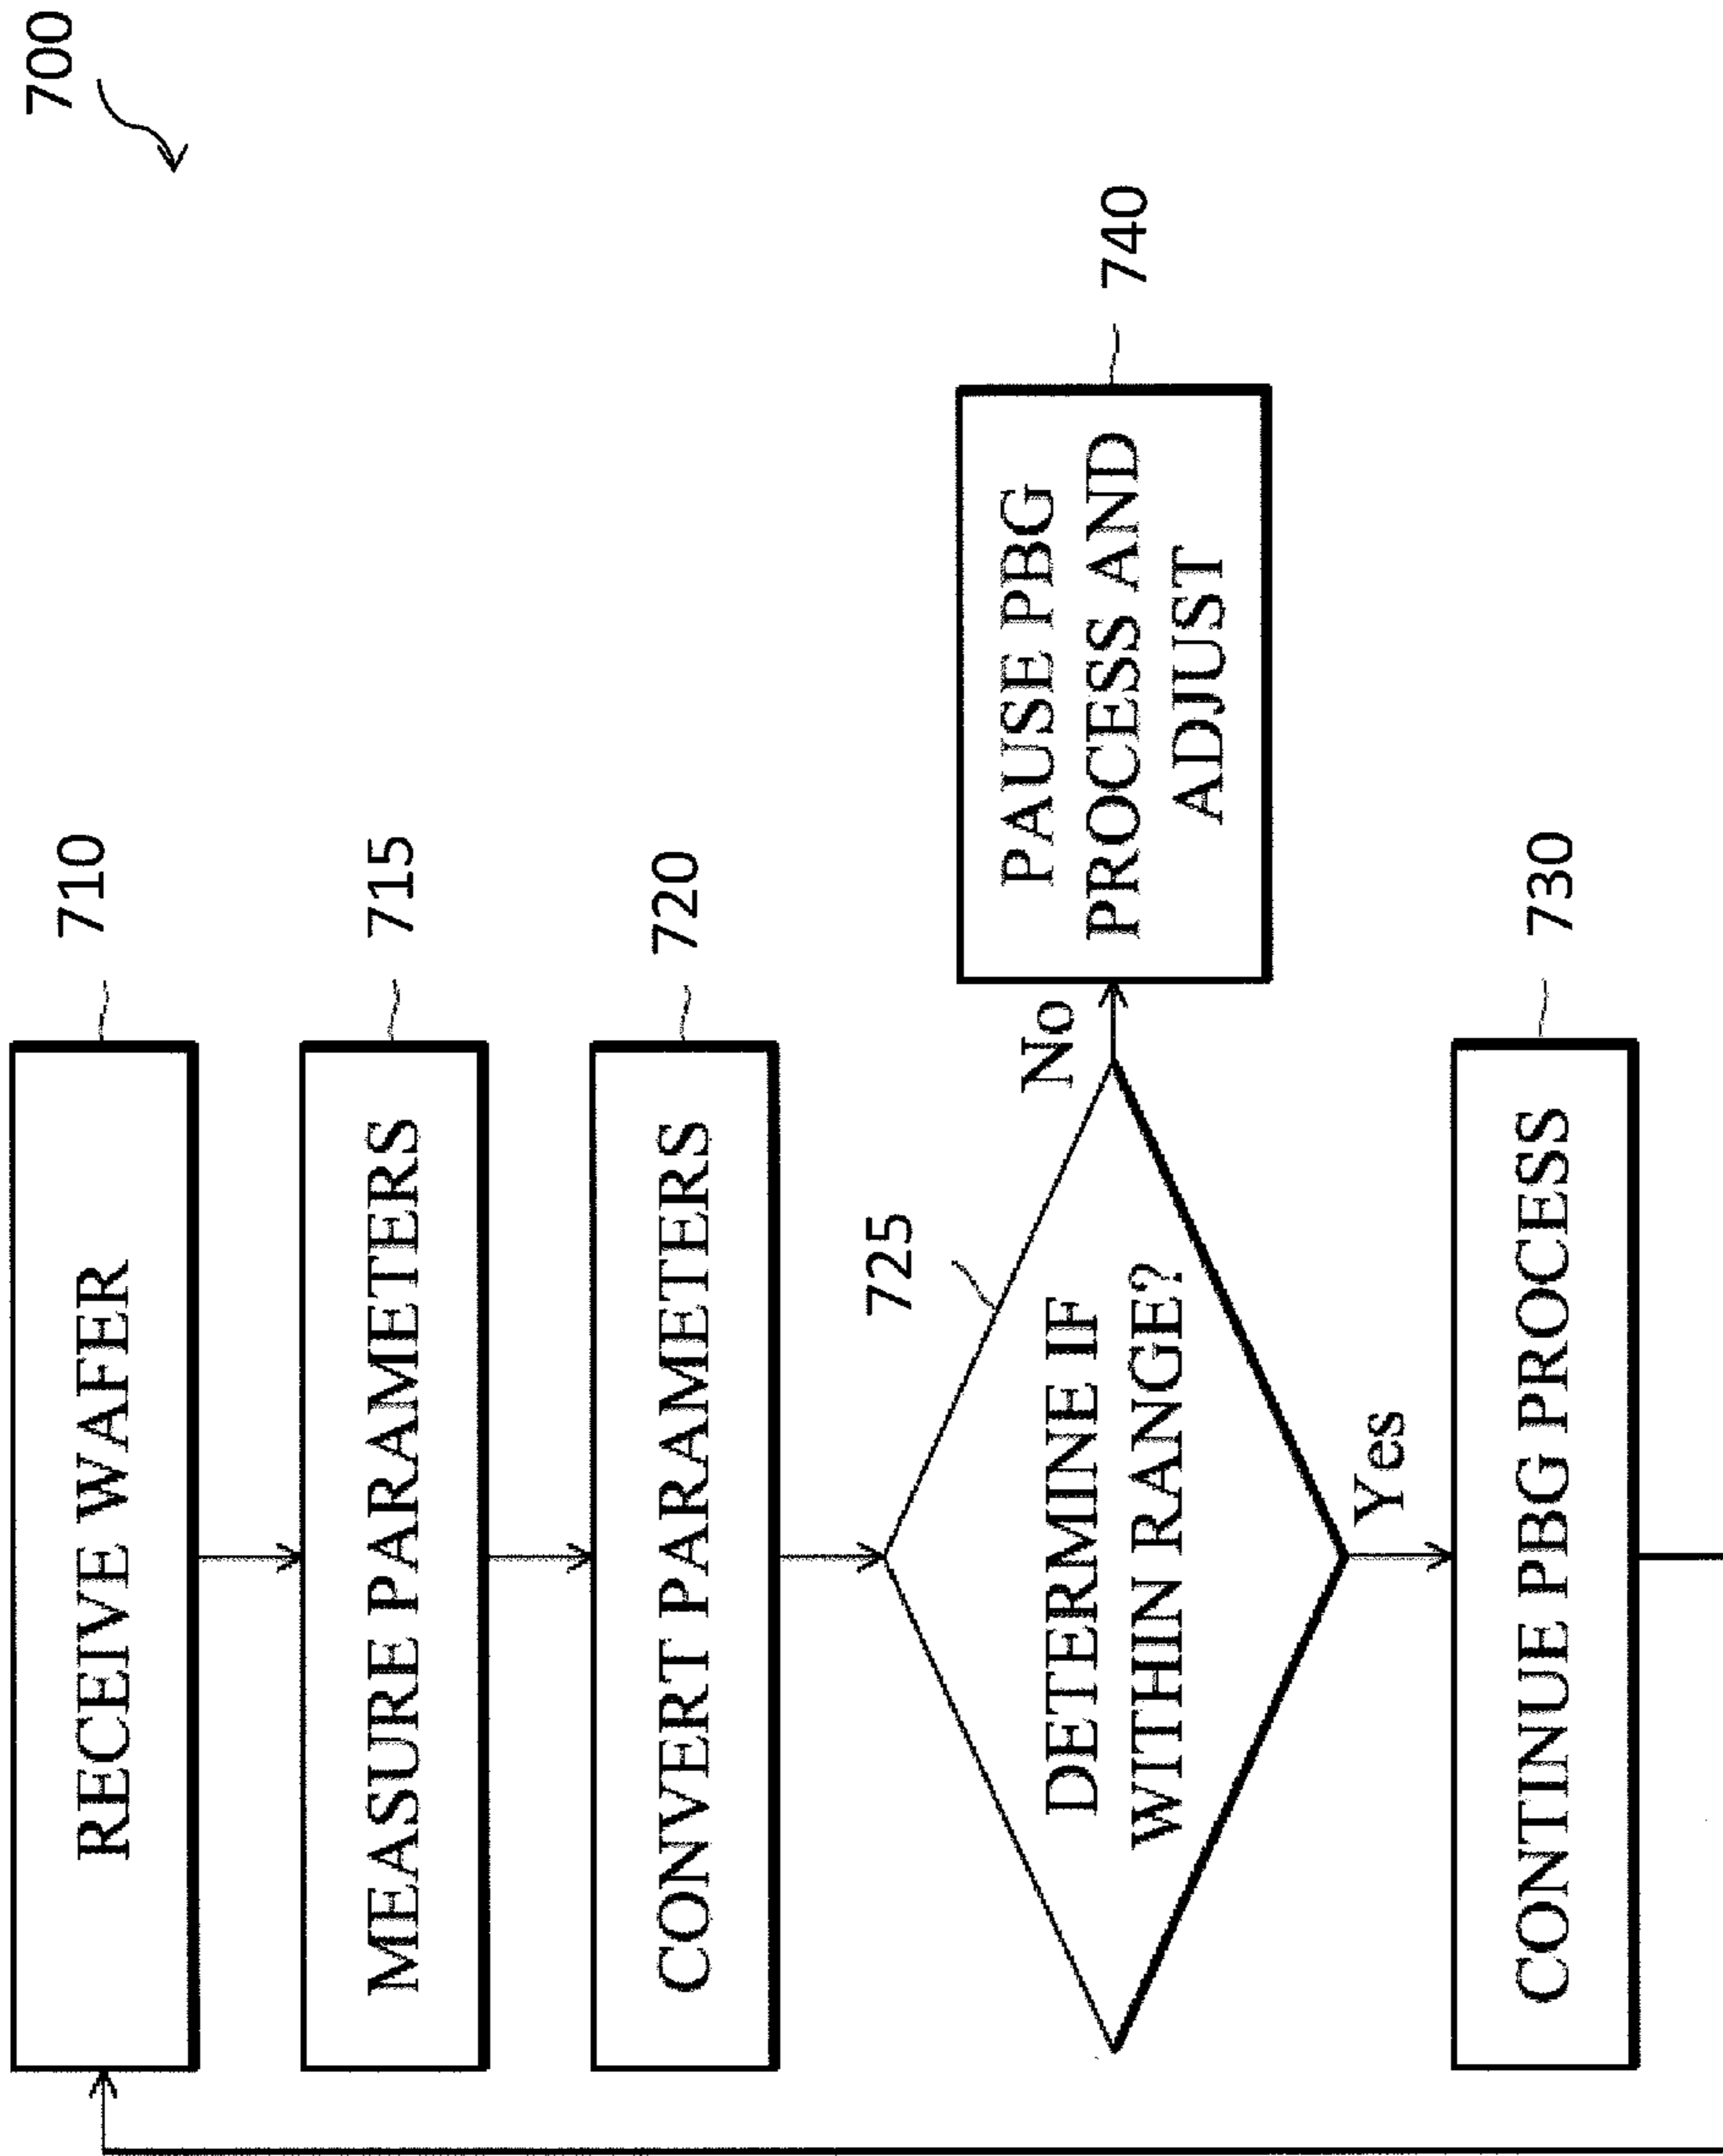 700
RECEIVE WAFER
710
MEASURE PARAMETERS
715
CONVERT PARAMETERS
720
725
DETERMINE IF
WITHIN RANGE?
No
PAUSE PBG
PROCESS AND
ADJUST
740
Yes
CONTINUE PBG PROCESS
730